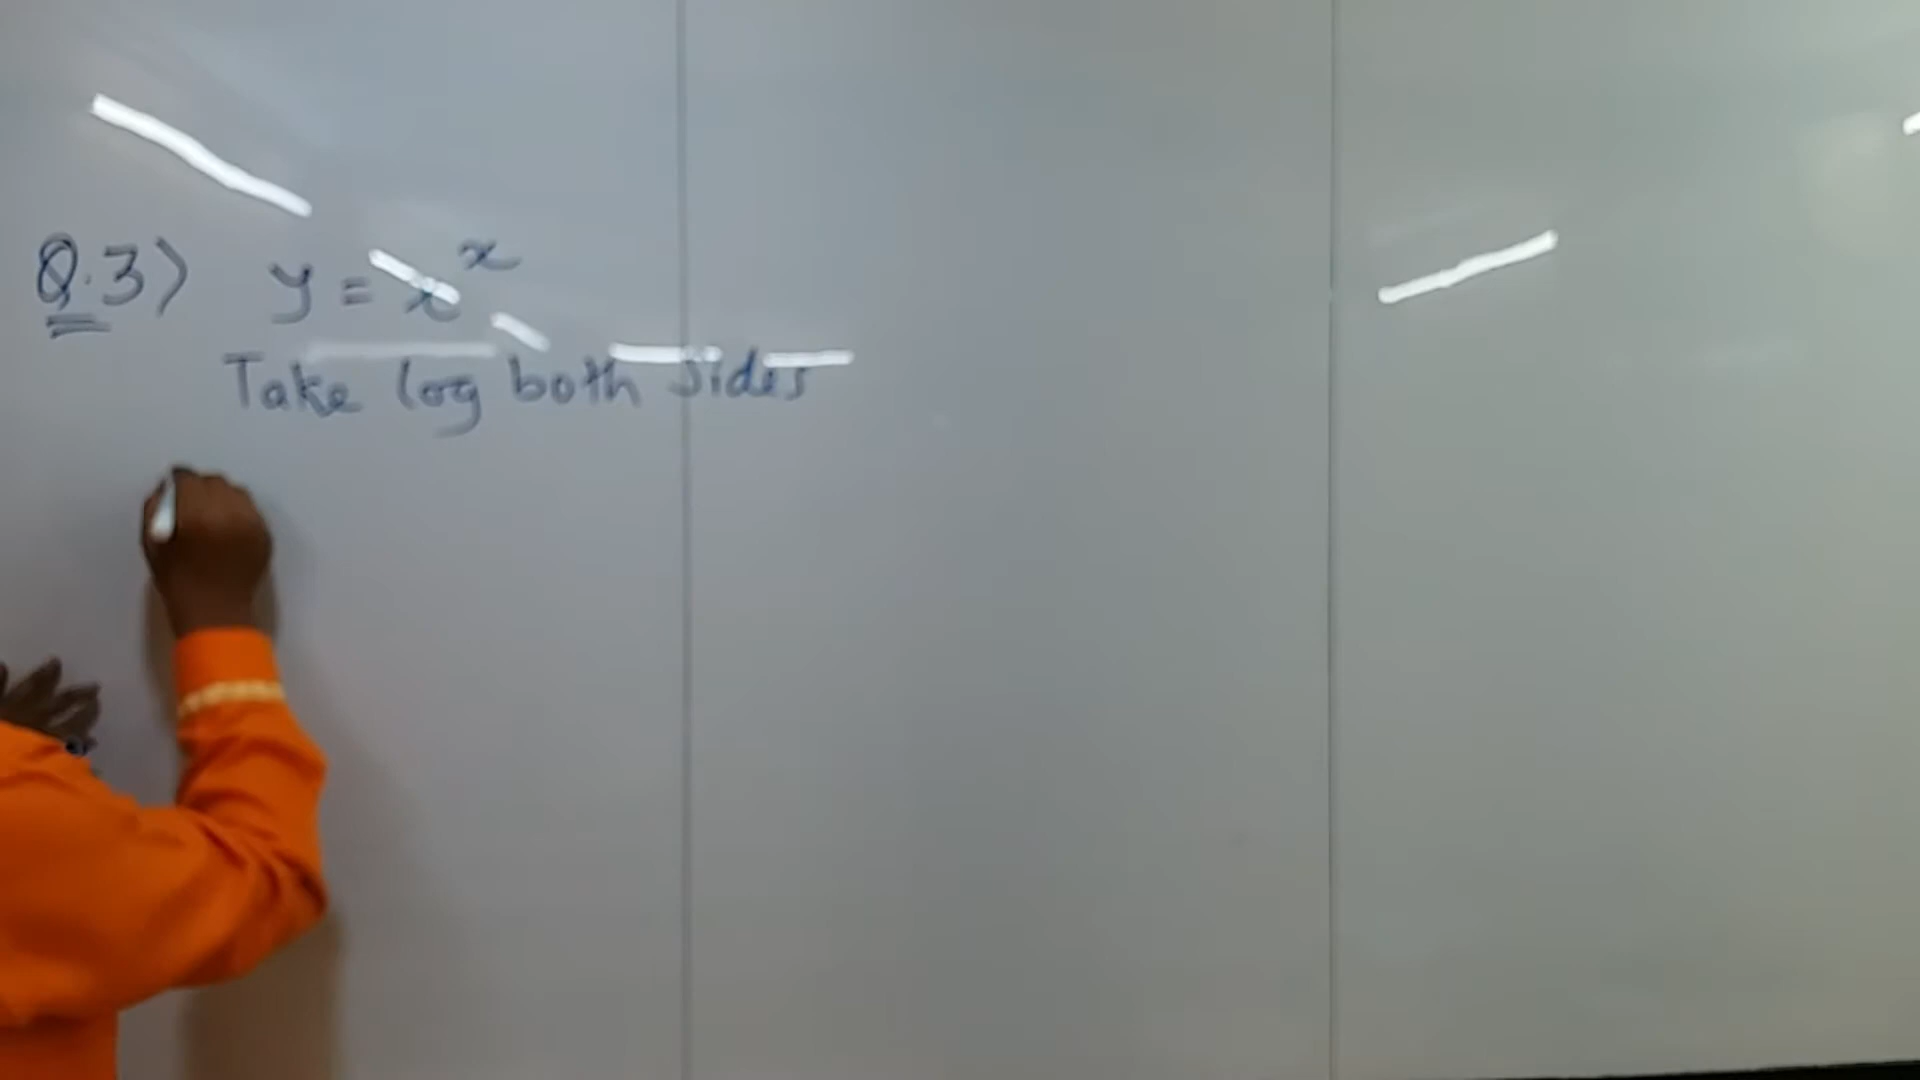 Q.3) y = x^x
Take log both sides